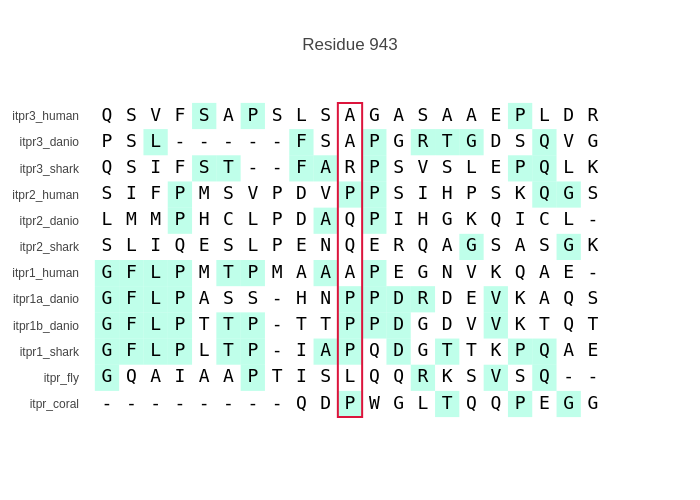 Residue 943
itpr3_human Q S V F S A P S L S A G A S A A E P L D R
itpr3_danio P S L - - - - - F S A P G R T G D S Q V G
itpr3_shark Q S I F S T - - F A R P S V S L E P Q L K
itpr2_human S I F P M S V P D V P P S I H P S K Q G S
itpr2_danio L M M P H C L P D A Q P I H G K Q I C L -
itpr2_shark S L I Q E S L P E N Q E R Q A G S A S G K
itpr1_human G F L P M T P M A A A P E G N V K Q A E -
itpr1a_danio G F L P A S S - H N P P D R D E V K A Q S
itpr1b_danio G F L P T T P - T T P P D G D V V K T Q T
itpr1_shark G F L P L T P - I A P Q D G T T K P Q A E
itpr_fly G Q A I A A P T I S L Q Q R K S V S Q - -
itpr_coral - - - - - - - - Q D P W G L T Q Q P E G G